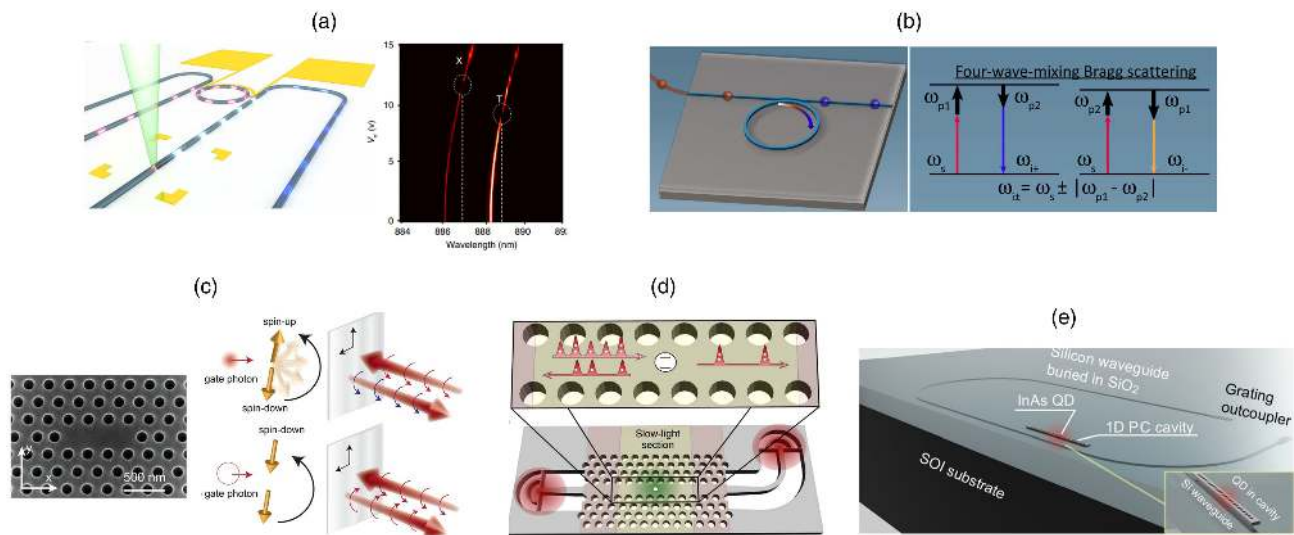 (a)
X
T
15
10
5
0
V_e (v)
884
886
888
890
Wavelength (nm)
(b)
Four-wave-mixing Bragg scattering
ω_p1
ω_p2
ω_p2
ω_p1
ω_s
ω_i+
ω_s
ω_i-
ω_i± = ω_s ± |ω_p1 - ω_p2|
(c)
y
x
500 nm
spin-up
gate photon
spin-down
spin-down
gate photon
(d)
Slow-light
section
(e)
Silicon waveguide
buried in SiO₂
InAs QD
Grating
outcoupler
1D PC cavity
SOI substrate
QD in cavity
Si waveguide